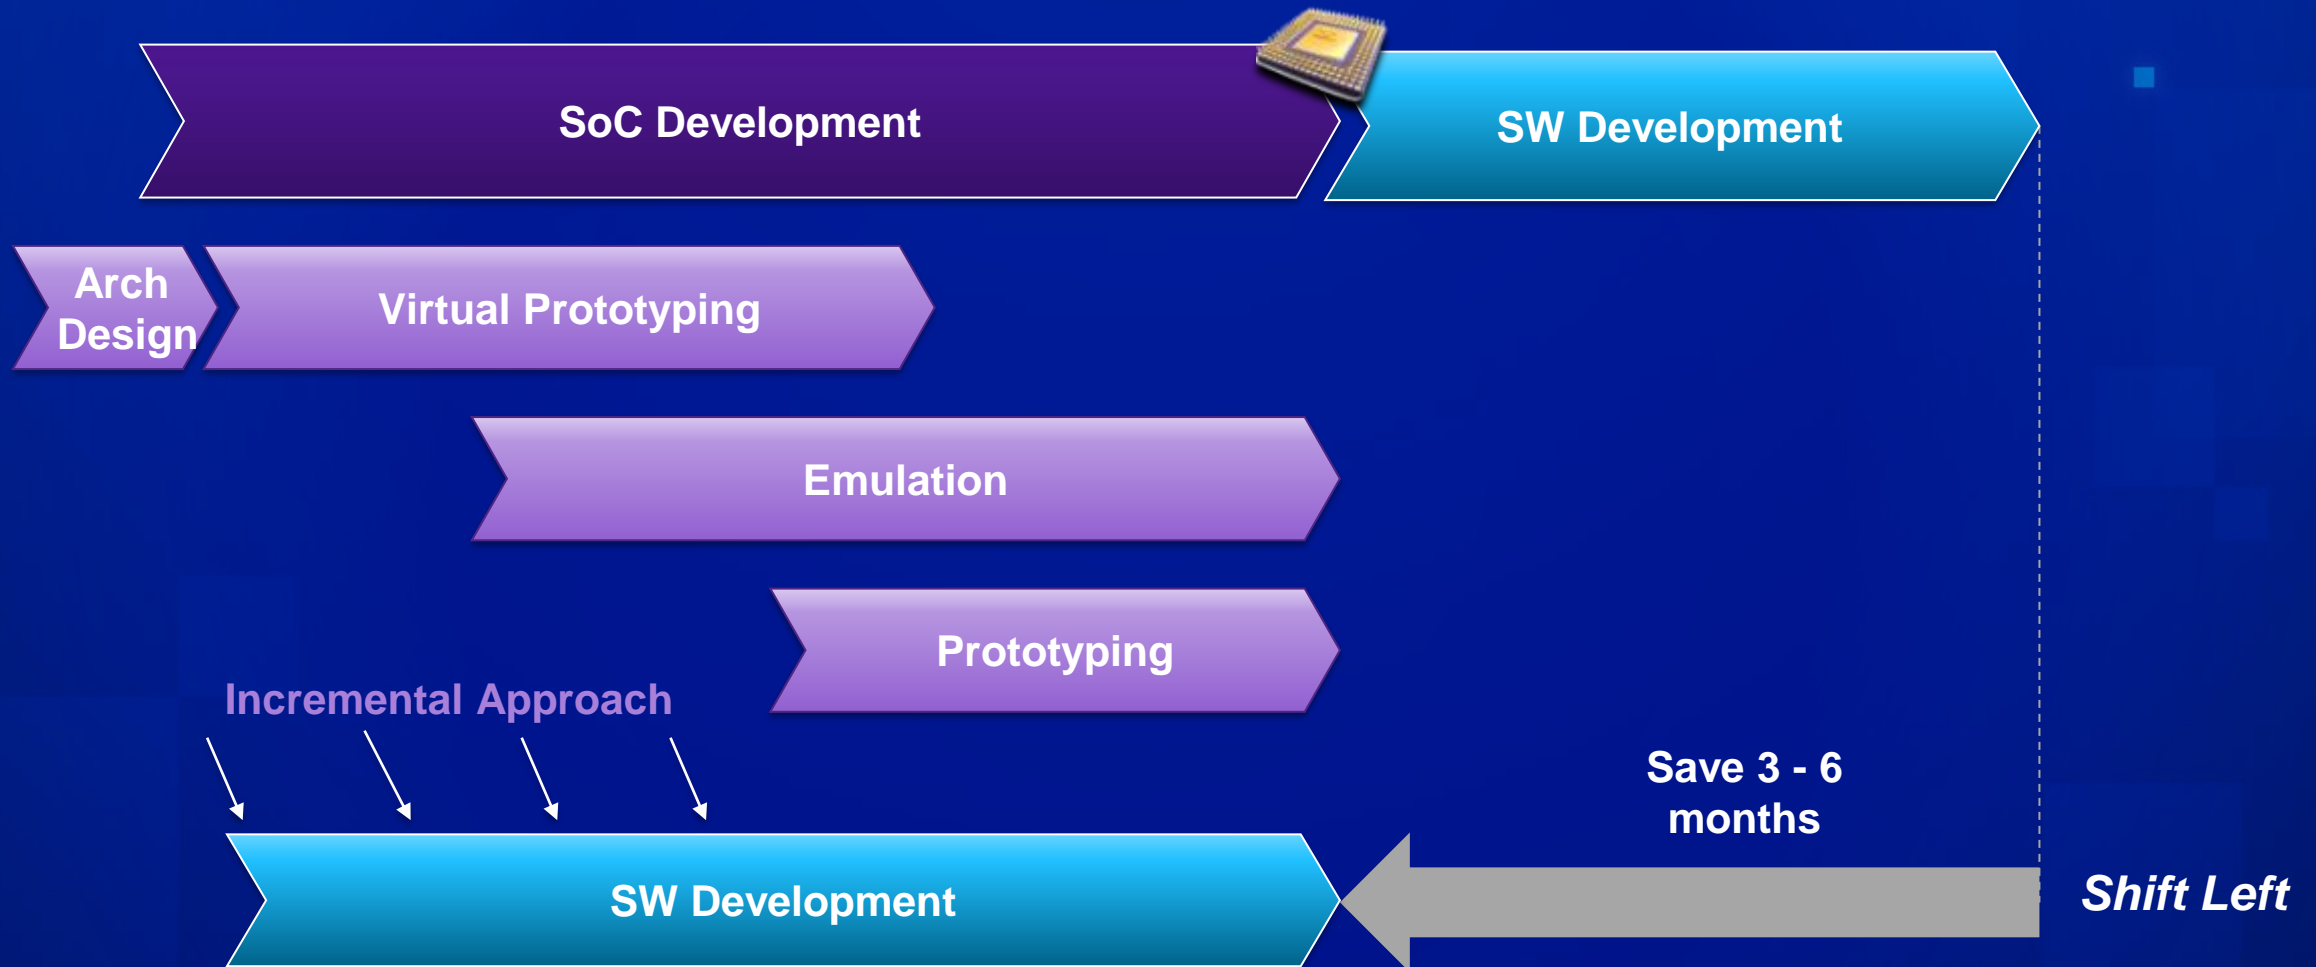 SoC Development
SW Development
Arch
Design
Virtual Prototyping
Emulation
Prototyping
Incremental Approach
Save 3 - 6
months
SW Development
Shift Left